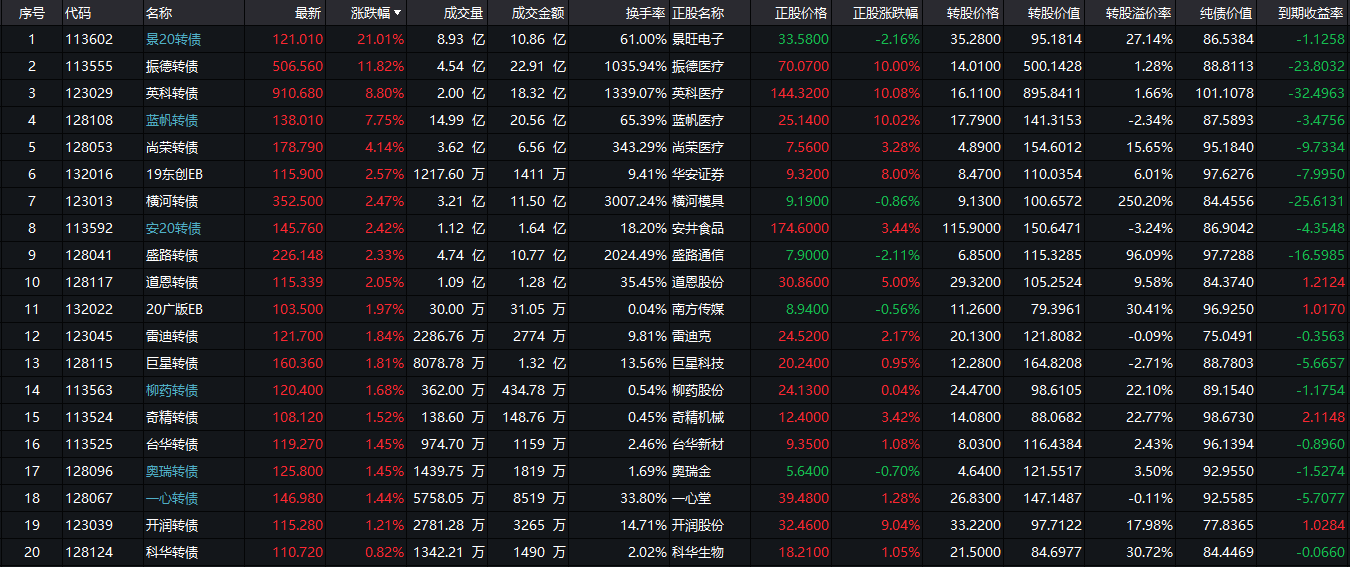 序号 代码 名称 最新 涨跌幅 成交量 成交金额 换手率 正股名称 正股价格 正股涨跌幅 转股价格 转股价值 转股溢价率 纯债价值 到期收益率
1 113602 景20转债 121.010 21.01% 8.93 亿 10.86 亿 61.00% 景旺电子 33.5800 -2.16% 35.2800 95.1814 27.14% 86.5384 -1.1258
2 113555 振德转债 506.560 11.82% 4.54 亿 22.91 亿 1035.94% 振德医疗 70.0700 10.00% 14.0100 500.1428 1.28% 88.8113 -23.8032
3 123029 英科转债 910.680 8.80% 2.00 亿 18.32 亿 1339.07% 英科医疗 144.3200 10.08% 16.1100 895.8411 1.66% 101.1078 -32.4963
4 128108 蓝帆转债 138.010 7.75% 14.99 亿 20.56 亿 65.39% 蓝帆医疗 25.1400 10.02% 17.7900 141.3153 -2.34% 87.5893 -3.4756
5 128053 尚荣转债 178.790 4.14% 3.62 亿 6.56 亿 343.29% 尚荣医疗 7.5600 3.28% 4.8900 154.6012 15.65% 95.1840 -9.7334
6 132016 19东创EB 115.900 2.57% 1217.60 万 1411 万 9.41% 华安证券 9.3200 8.00% 8.4700 110.0354 6.01% 97.6276 -7.9950
7 123013 横河转债 352.500 2.47% 3.21 亿 11.50 亿 3007.24% 横河模具 9.1900 -0.86% 9.1300 100.6572 250.20% 84.4556 -25.6131
8 113592 安20转债 145.760 2.42% 1.12 亿 1.64 亿 18.20% 安井食品 174.6000 3.44% 115.9000 150.6471 -3.24% 86.9042 -4.3548
9 128041 盛路转债 226.148 2.33% 4.74 亿 10.77 亿 2024.49% 盛路通信 7.9000 -2.11% 6.8500 115.3285 96.09% 97.7288 -16.5985
10 128117 道恩转债 115.339 2.05% 1.09 亿 1.28 亿 35.45% 道恩股份 30.8600 5.00% 29.3200 105.2524 9.58% 84.3740 1.2124
11 132022 20广版EB 103.500 1.97% 30.00 万 31.05 万 0.04% 南方传媒 8.9400 -0.56% 11.2600 79.3961 30.41% 96.9250 1.0170
12 123045 雷迪转债 121.700 1.84% 2286.76 万 2774 万 9.81% 雷迪克 24.5200 2.17% 20.1300 121.8082 -0.09% 75.0491 -0.3563
13 128115 巨星转债 160.360 1.81% 8078.78 万 1.32 亿 13.56% 巨星科技 20.2400 0.95% 12.2800 164.8208 -2.71% 88.7803 -5.6657
14 113563 柳药转债 120.400 1.68% 362.00 万 434.78 万 0.54% 柳药股份 24.1300 0.04% 24.4700 98.6105 22.10% 89.1540 -1.1754
15 113524 奇精转债 108.120 1.52% 138.60 万 148.76 万 0.45% 奇精机械 12.4000 3.42% 14.0800 88.0682 22.77% 98.6730 2.1148
16 113525 台华转债 119.270 1.45% 974.70 万 1159 万 2.46% 台华新材 9.3500 1.08% 8.0300 116.4384 2.43% 96.1394 -0.8960
17 128096 奥瑞转债 125.800 1.45% 1439.75 万 1819 万 1.69% 奥瑞金 5.6400 -0.70% 4.6400 121.5517 3.50% 92.9550 -1.5274
18 128067 一心转债 146.980 1.44% 5758.05 万 8519 万 33.80% 一心堂 39.4800 1.28% 26.8300 147.1487 -0.11% 92.5585 -5.7077
19 123039 开润转债 115.280 1.21% 2781.28 万 3265 万 14.71% 开润股份 32.4600 9.04% 33.2200 97.7122 17.98% 77.8365 1.0284
20 128124 科华转债 110.720 0.82% 1342.21 万 1490 万 2.02% 科华生物 18.2100 1.05% 21.5000 84.6977 30.72% 84.4469 -0.0660